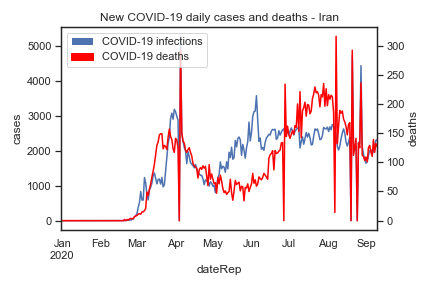 New COVID-19 daily cases and deaths - Iran
COVID-19 infections
COVID-19 deaths
cases
5000
4000
3000
2000
1000
0
deaths
300
250
200
150
100
50
0
Jan Feb Mar Apr May Jun Jul Aug Sep
2020
dateRep